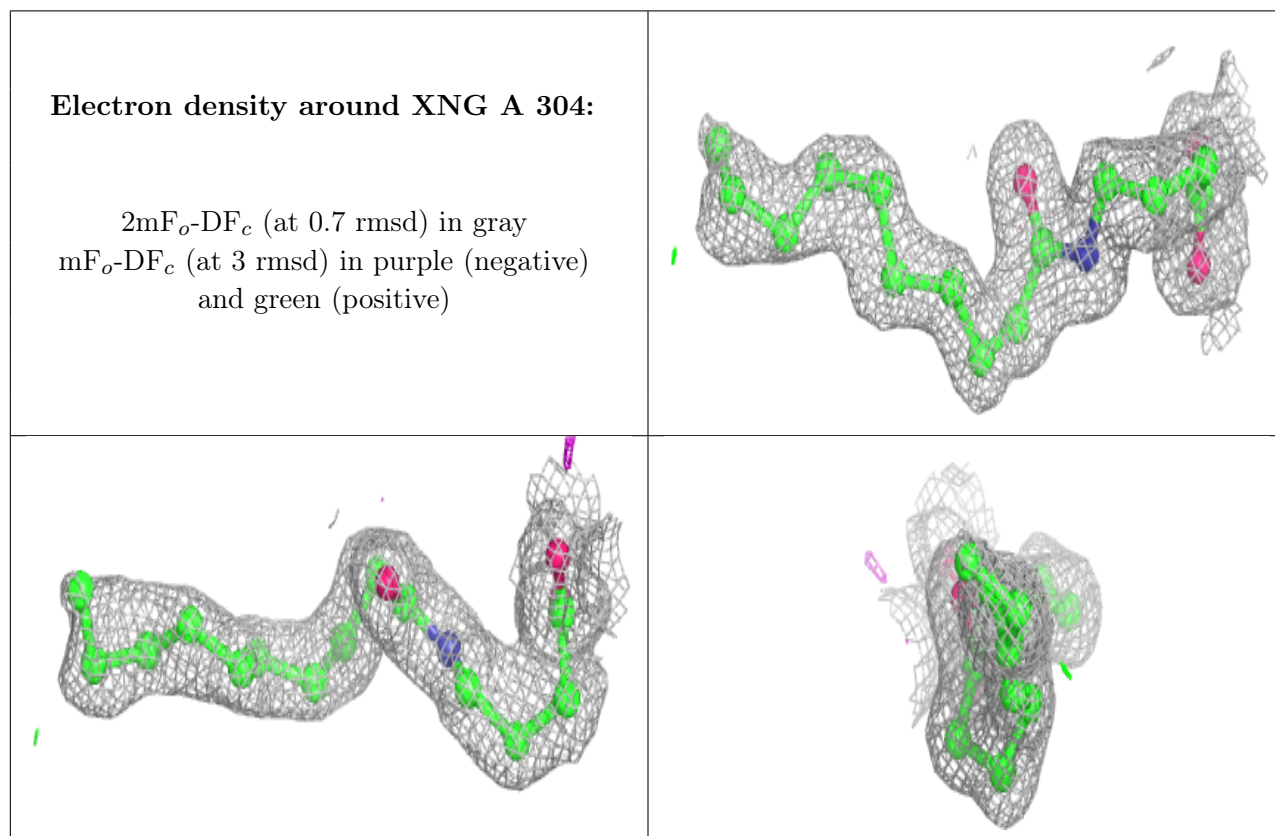 Electron density around XNG A 304:
2mFo-DFc (at 0.7 rmsd) in gray
mFo-DFc (at 3 rmsd) in purple (negative)
and green (positive)